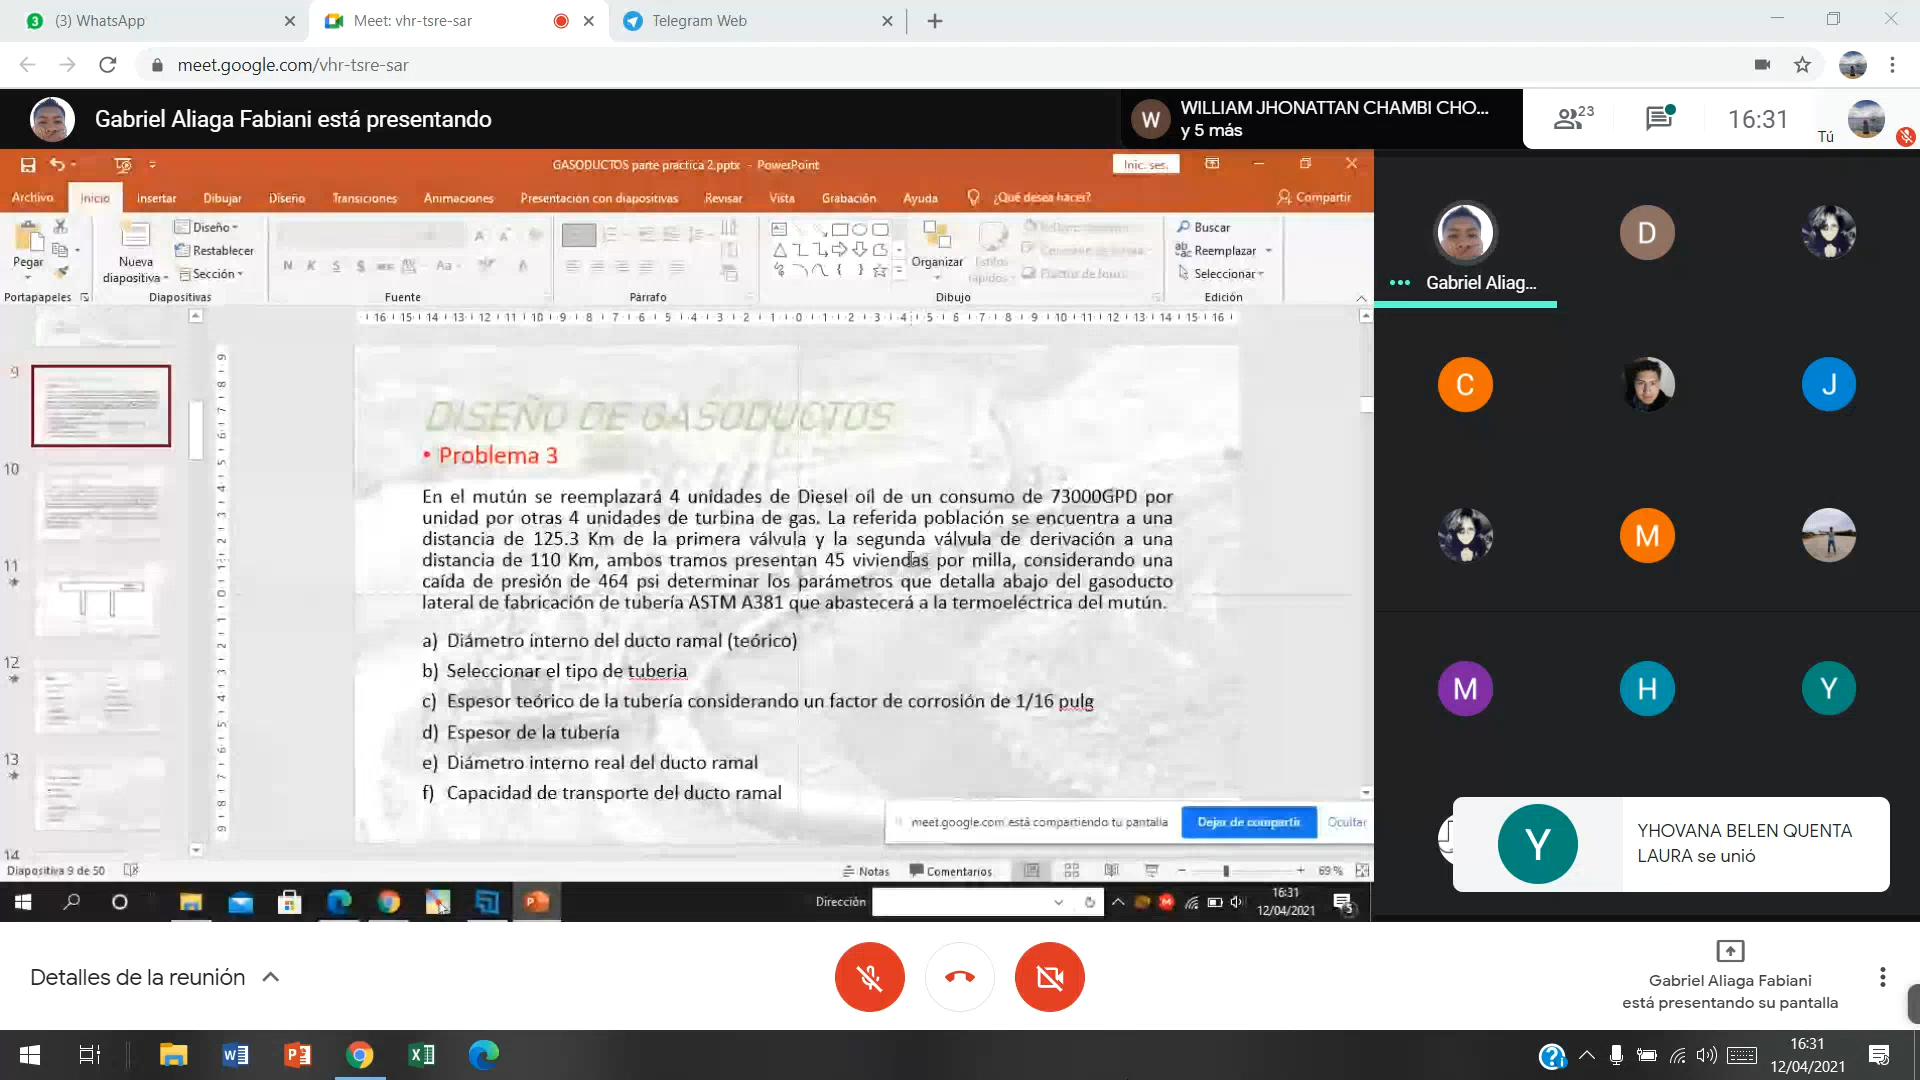 (3) WhatsApp
Meet: vhr-tsre-sar
Telegram Web
meet.google.com/vhr-tsre-sar
Gabriel Aliaga Fabiani está presentando
W
WILLIAM JHONATTAN CHAMBI CHO...
y 5 más
23
16:31
Tú
GASODUCTOS parte practica 2.pptx - PowerPoint
Inic. ses.
Archivo
Inicio
Insertar
Dibujar
Diseño
Transiciones
Animaciones
Presentación con diapositivas
Revisar
Vista
Grabación
Ayuda
¿Qué desea hacer?
Compartir
Pegar
Nueva
diapositiva
Diseño
Restablecer
Sección
Organizar
Estilos
rápidos
Buscar
Reemplazar
Seleccionar
Portapapeles
Diapositivas
Fuente
Párrafo
Dibujo
Edición
9
10
11
12
13
14
DISEÑO DE GASODUCTOS
• Problema 3
En el mutún se reemplazará 4 unidades de Diesel oil de un consumo de 73000GPD por
unidad por otras 4 unidades de turbina de gas. La referida población se encuentra a una
distancia de 125.3 Km de la primera válvula y la segunda válvula de derivación a una
distancia de 110 Km, ambos tramos presentan 45 viviendas por milla, considerando una
caída de presión de 464 psi determinar los parámetros que detalla abajo del gasoducto
lateral de fabricación de tubería ASTM A381 que abastecerá a la termoeléctrica del mutún.
a) Diámetro interno del ducto ramal (teórico)
b) Seleccionar el tipo de tuberia
c) Espesor teórico de la tubería considerando un factor de corrosión de 1/16 pulg
d) Espesor de la tubería
e) Diámetro interno real del ducto ramal
f) Capacidad de transporte del ducto ramal
meet.google.com está compartiendo tu pantalla
Dejar de compartir
Ocultar
Diapositiva 9 de 50
Notas
Comentarios
69 %
Dirección
16:31
12/04/2021
5
Gabriel Aliag...
D
C
J
M
M
H
Y
Y
YHOVANA BELEN QUENTA
LAURA se unió
Detalles de la reunión
Gabriel Aliaga Fabiani
está presentando su pantalla
16:31
12/04/2021